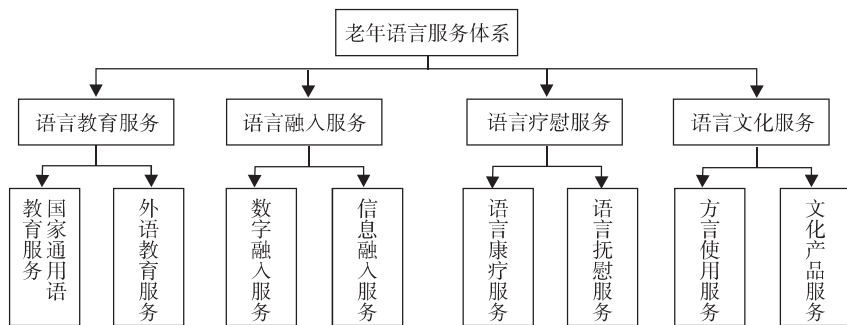 老年语言服务体系
语言教育服务
语言融入服务
语言疗慰服务
语言文化服务
国家通用语
教育服务
外语教育服务
数字融入服务
信息融入服务
语言康疗服务
语言抚慰服务
方言使用服务
文化产品服务